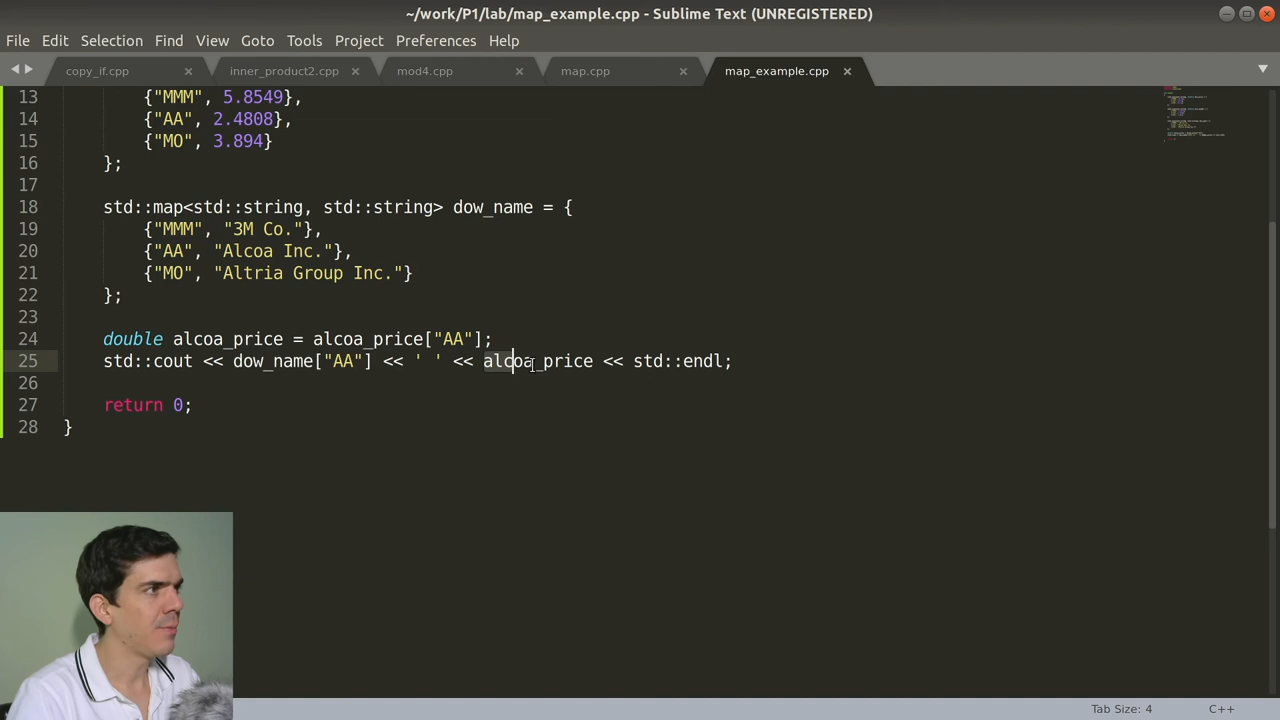 ~/work/P1/lab/map_example.cpp - Sublime Text (UNREGISTERED)
File Edit Selection Find View Goto Tools Project Preferences Help
copy_if.cpp inner_product2.cpp mod4.cpp map.cpp map_example.cpp
13 {"MMM", 5.8549},
14 {"AA", 2.4808},
15 {"MO", 3.894}
16 };
17
18 std::map<std::string, std::string> dow_name = {
19 {"MMM", "3M Co."},
20 {"AA", "Alcoa Inc."},
21 {"MO", "Altria Group Inc."}
22 };
23
24 double alcoa_price = alcoa_price["AA"];
25 std::cout << dow_name["AA"] << ' ' << alcoa_price << std::endl;
26
27 return 0;
28 }
Tab Size: 4 C++